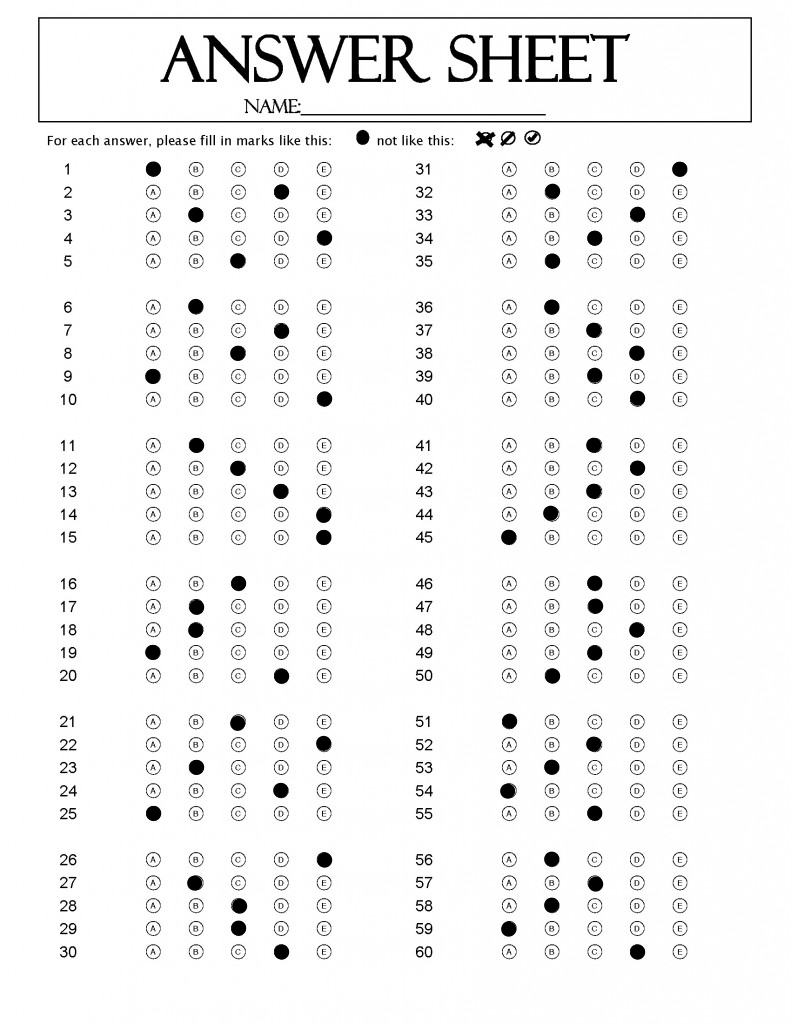 ANSWER SHEET
NAME:
For each answer, please fill in marks like this: not like this:
1 B C D E 31 A B C D
2 A B C E 32 A C D E
3 A C D E 33 A B C E
4 A B C D 34 A B D E
5 A B D E 35 A C D E
6 A C D E 36 A C D E
7 A B C E 37 A B D E
8 A B D E 38 A B C E
9 B C D E 39 A B D E
10 A B C D 40 A B C E
11 A C D E 41 A B D E
12 A B D E 42 A B C E
13 A B C E 43 A B D E
14 A B C D 44 A C D E
15 A B C D 45 B C D E
16 A B D E 46 A B D E
17 A C D E 47 A B D E
18 A C D E 48 A B C E
19 B C D E 49 A B D E
20 A B C E 50 A C D E
21 A B D E 51 B C D E
22 A B C D 52 A B D E
23 A C D E 53 A C D E
24 A B C E 54 B C D E
25 B C D E 55 A B D E
26 A B C D 56 A C D E
27 A C D E 57 A B D E
28 A B D E 58 A C D E
29 A B D E 59 B C D E
30 A B C E 60 A B C E